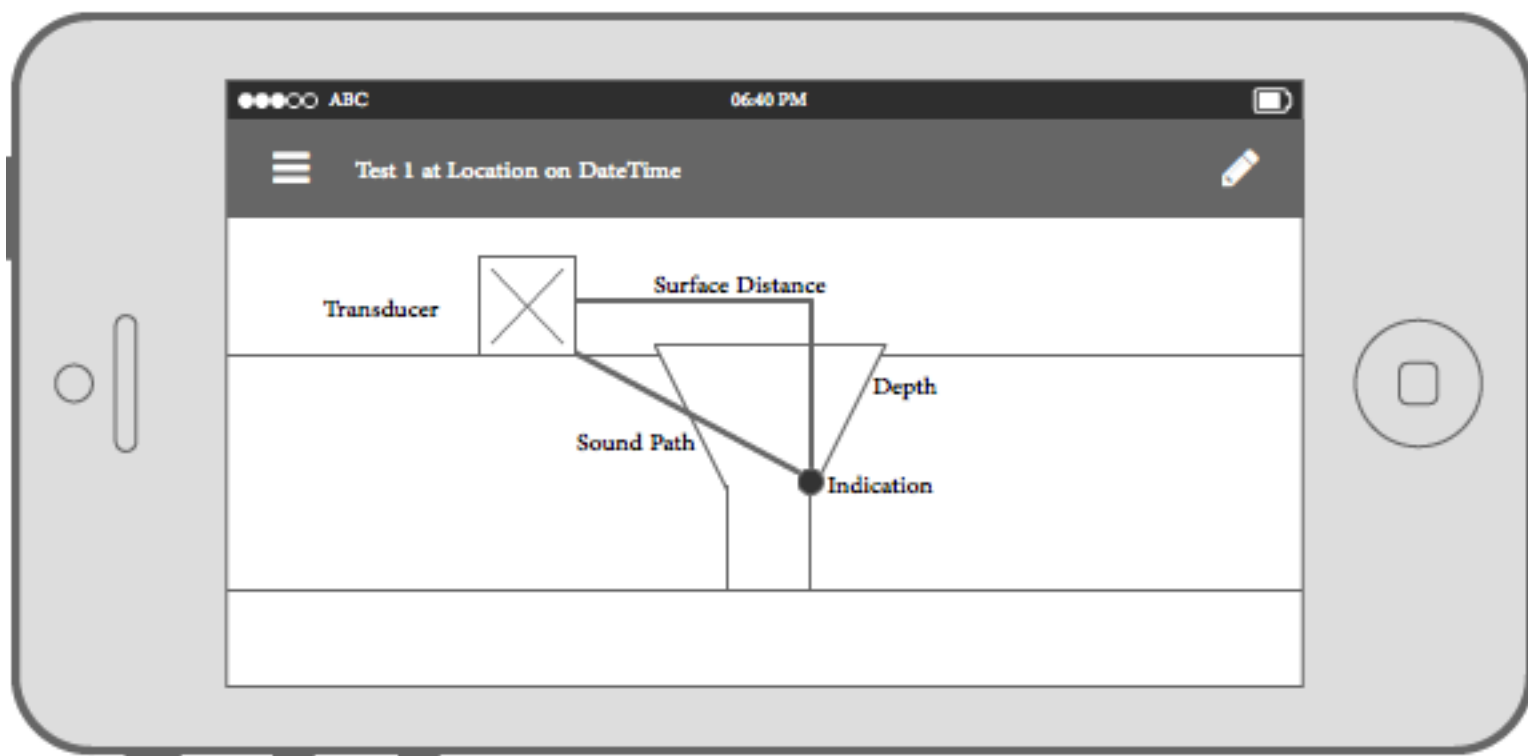 ABC
06:40 PM
Test 1 at Location on DateTime
Surface Distance
Transducer
Depth
Sound Path
Indication